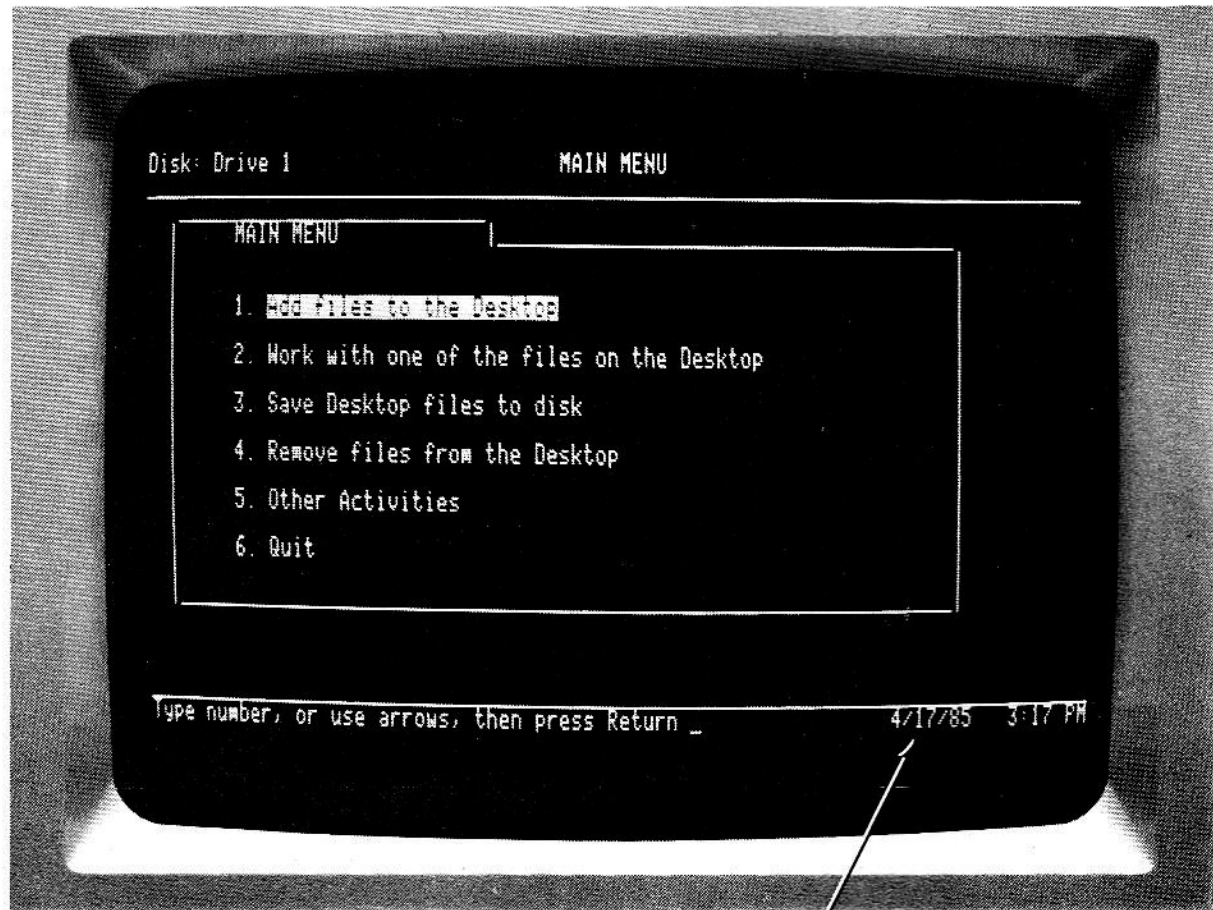 Disk: Drive 1 MAIN MENU
MAIN MENU
1. Add files to the Desktop
2. Work with one of the files on the Desktop
3. Save Desktop files to disk
4. Remove files from the Desktop
5. Other Activities
6. Quit
Type number, or use arrows, then press Return _ 4/17/85 3:17 PM